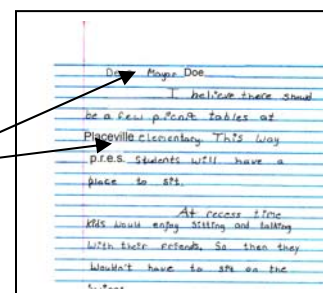 Dear Mayor Doe
I believe there should
be a few picnic tables at
Placeville elementary. This way
p.r.e.s. students will have a
place to sit.
At recess time
kids would enjoy sitting and talking
with their friends. So then they
wouldn't have to sit on the